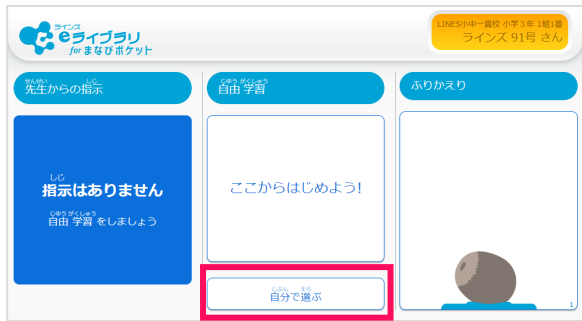 ラインズ
eライブラリ
for まなびポケット
LINES小中一貫校 小学3年 1組1番
ラインズ 91号 さん
せんせい しじ
先生からの指示
じゆう がくしゅう
自由 学習
ふりかえり
しじ
指示はありません
じゆう がくしゅう
自由 学習 をしましょう
ここからはじめよう!
じぶん えら
自分で選ぶ
1